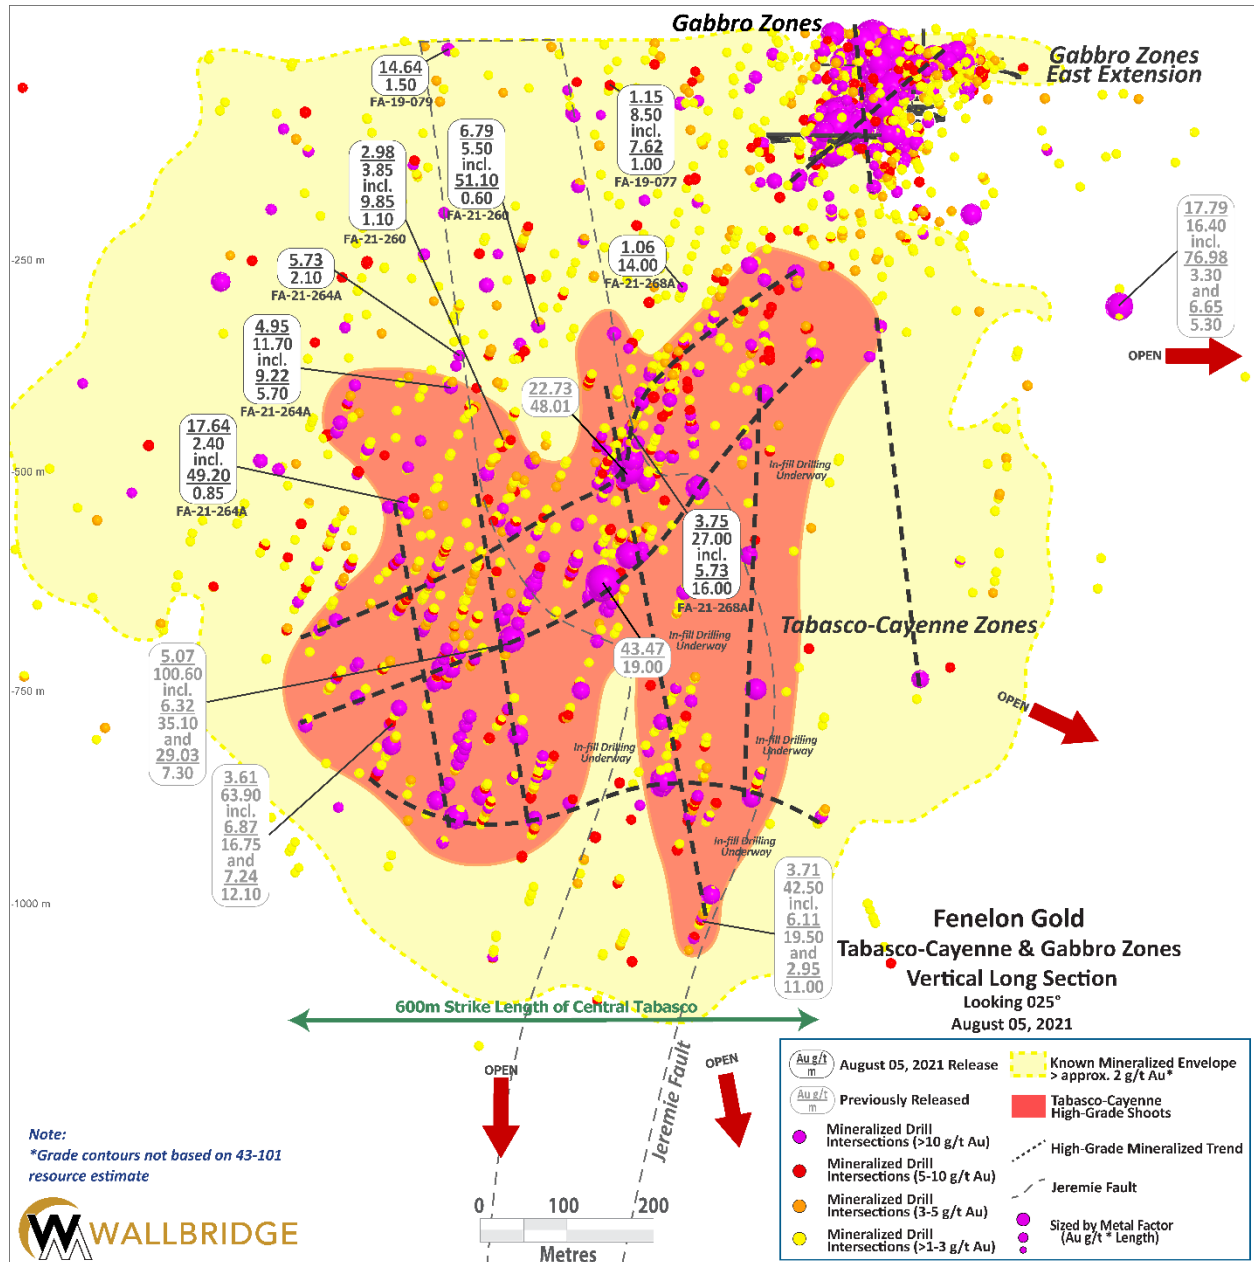 Gabbro Zones
Gabbro Zones
East Extension
14.64
1.50
FA-19-079
1.15
8.50
incl.
7.62
1.00
FA-19-077
6.79
5.50
incl.
51.10
0.60
FA-21-260
2.98
3.85
incl.
9.85
1.10
FA-21-260
17.79
16.40
incl.
76.98
3.30
and
6.65
5.30
OPEN
-250 m
5.73
2.10
FA-21-264A
1.06
14.00
FA-21-268A
4.95
11.70
incl.
9.22
5.70
FA-21-264A
22.73
48.01
17.64
2.40
incl.
49.20
0.85
FA-21-264A
-500 m
In-fill Drilling
Underway
3.75
27.00
incl.
5.73
16.00
FA-21-268A
Tabasco-Cayenne Zones
In-fill Drilling
Underway
43.47
19.00
5.07
100.60
incl.
6.32
35.10
and
29.03
7.30
-750 m
OPEN
In-fill Drilling
Underway
In-fill Drilling
Underway
3.61
63.90
incl.
6.87
16.75
and
7.24
12.10
In-fill Drilling
Underway
3.71
42.50
incl.
6.11
19.50
and
2.95
11.00
-1000 m
Fenelon Gold
Tabasco-Cayenne & Gabbro Zones
Vertical Long Section
Looking 025°
August 05, 2021
600m Strike Length of Central Tabasco
OPEN
OPEN
Jeremie Fault
Au g/t
m
August 05, 2021 Release
Au g/t
m
Previously Released
Mineralized Drill
Intersections (>10 g/t Au)
Mineralized Drill
Intersections (5-10 g/t Au)
Mineralized Drill
Intersections (3-5 g/t Au)
Mineralized Drill
Intersections (>1-3 g/t Au)
Known Mineralized Envelope
> approx. 2 g/t Au*
Tabasco-Cayenne
High-Grade Shoots
High-Grade Mineralized Trend
Jeremie Fault
Sized by Metal Factor
(Au g/t * Length)
Note:
*Grade contours not based on 43-101
resource estimate
WALLBRIDGE
0 100 200
Metres